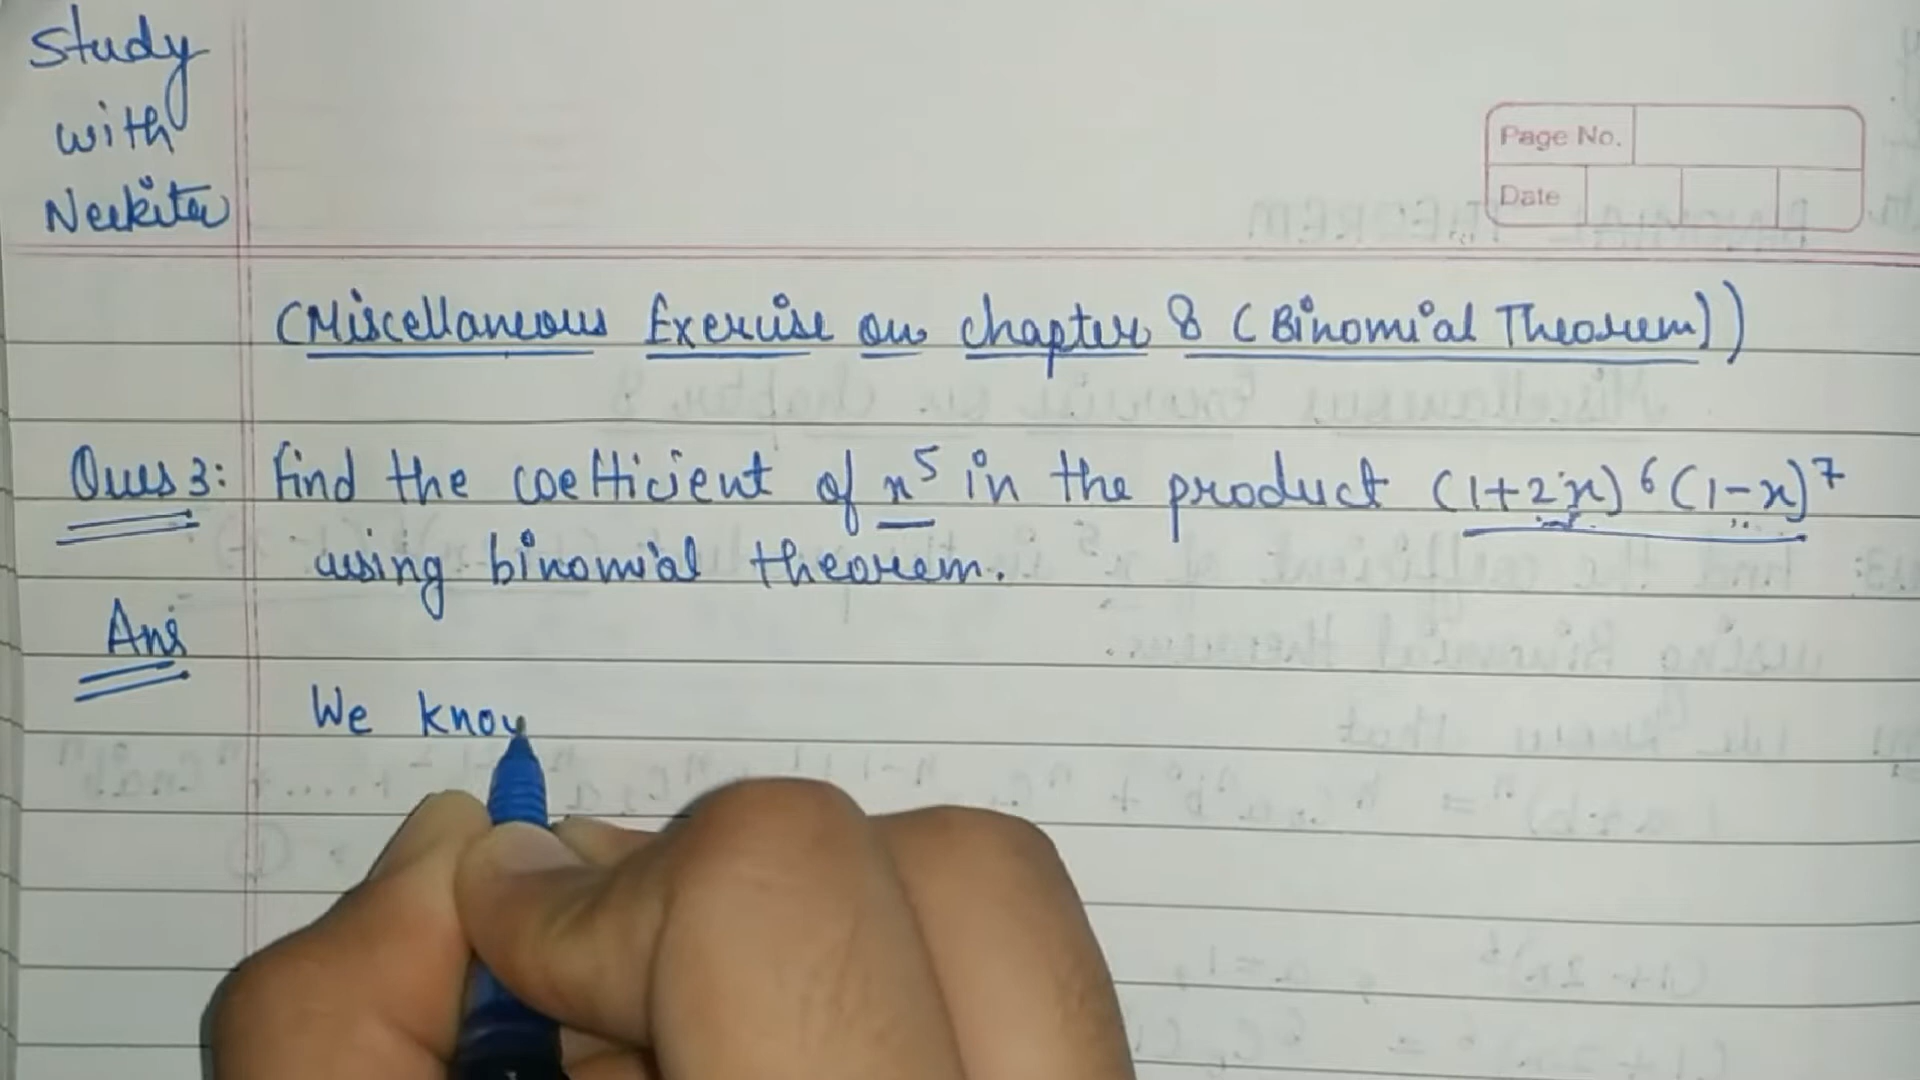 Study
with
Neekita
Page No.
Date
(Miscellaneous Exercise on chapter 8 (Binomial Theorem))
Ques 3: find the coefficient of x⁵ in the product (1+2x)⁶(1-x)⁷
using binomial theorem.
Ans
We know